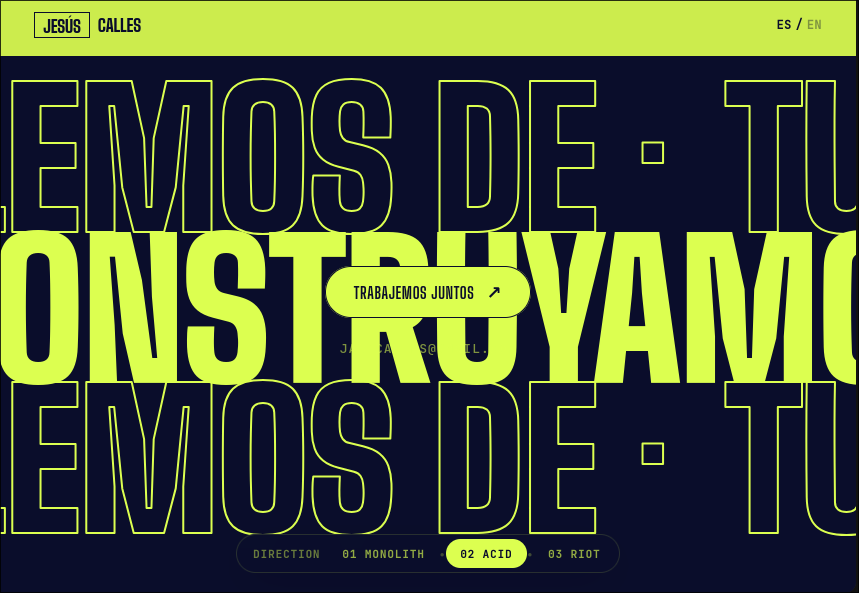 JESÚS CALLES
ES / EN
EMOS DE · TU
ONSTRUYAMO
TRABAJEMOS JUNTOS ↗
EMOS DE · TU
DIRECTION 01 MONOLITH 02 ACID 03 RIOT